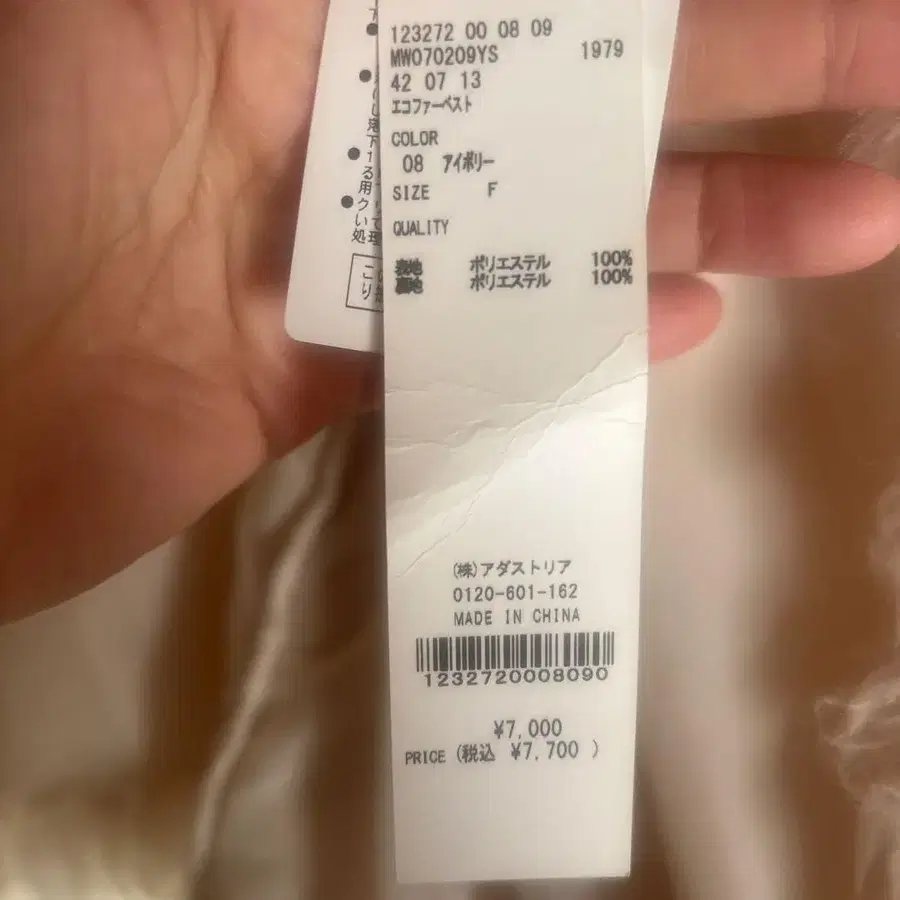 123272 00 08 09
MW070209YS 1979
42 07 13
エコファーベスト
COLOR
08 アイボリー
SIZE F
QUALITY
表地 ポリエステル 100%
裏地 ポリエステル 100%
(株)アダストリア
0120-601-162
MADE IN CHINA
1232720008090
¥7,000
PRICE (税込 ¥7,700 )